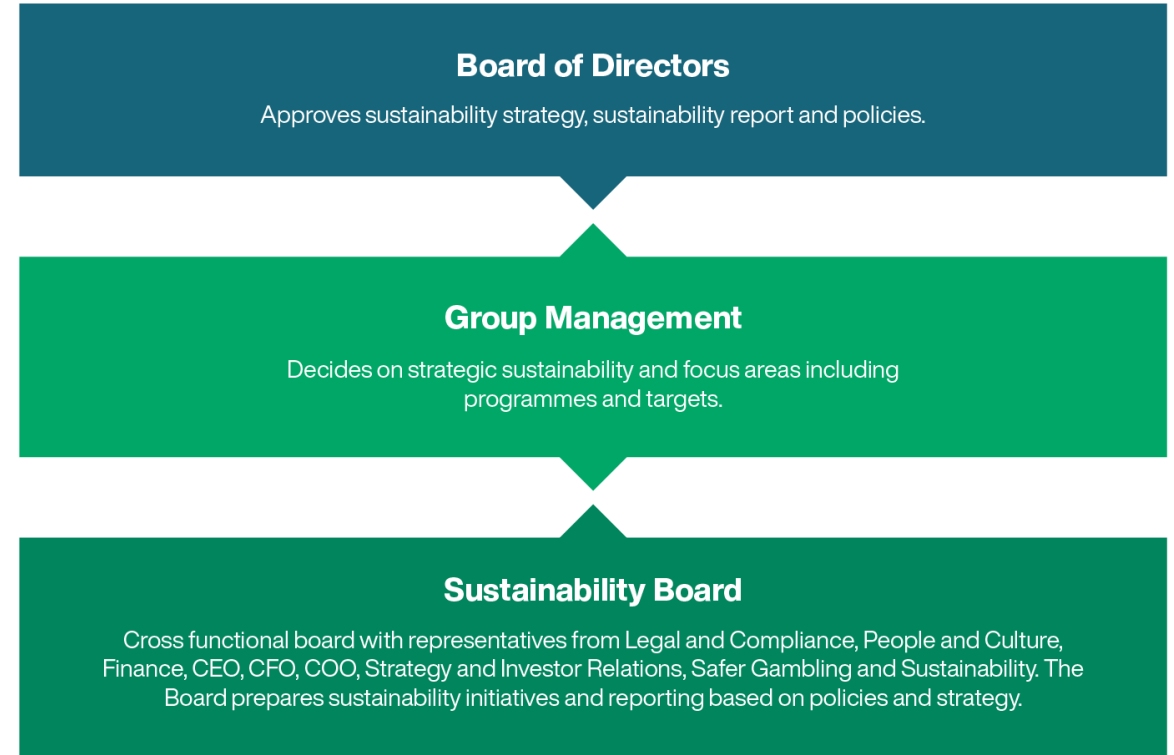 Board of Directors
Approves sustainability strategy, sustainability report and policies.
Group Management
Decides on strategic sustainability and focus areas including
programmes and targets.
Sustainability Board
Cross functional board with representatives from Legal and Compliance, People and Culture,
Finance, CEO, CFO, COO, Strategy and Investor Relations, Safer Gambling and Sustainability. The
Board prepares sustainability initiatives and reporting based on policies and strategy.